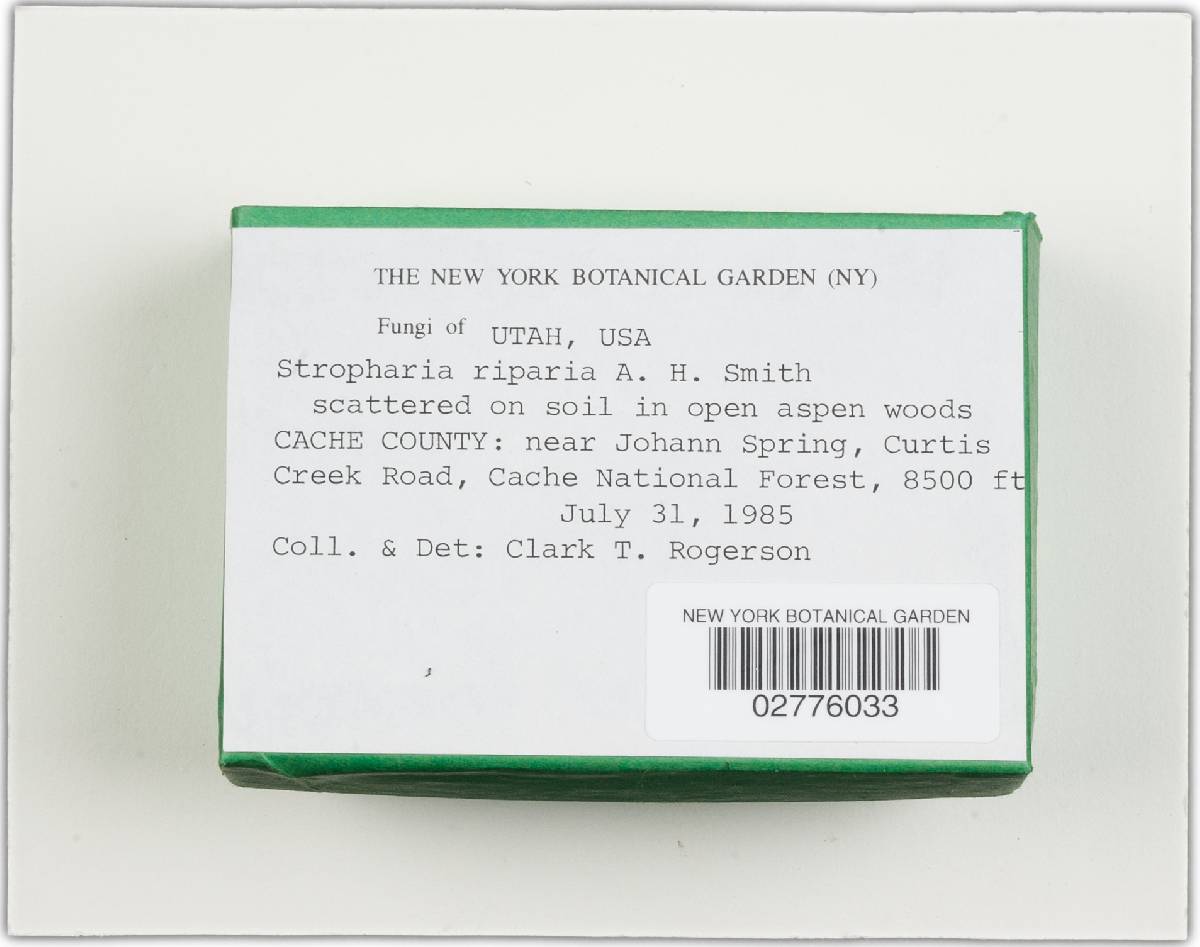 THE NEW YORK BOTANICAL GARDEN (NY)
Fungi of UTAH, USA
Stropharia riparia A. H. Smith
scattered on soil in open aspen woods
CACHE COUNTY: near Johann Spring, Curtis
Creek Road, Cache National Forest, 8500 ft
July 31, 1985
Coll. & Det: Clark T. Rogerson
NEW YORK BOTANICAL GARDEN
02776033